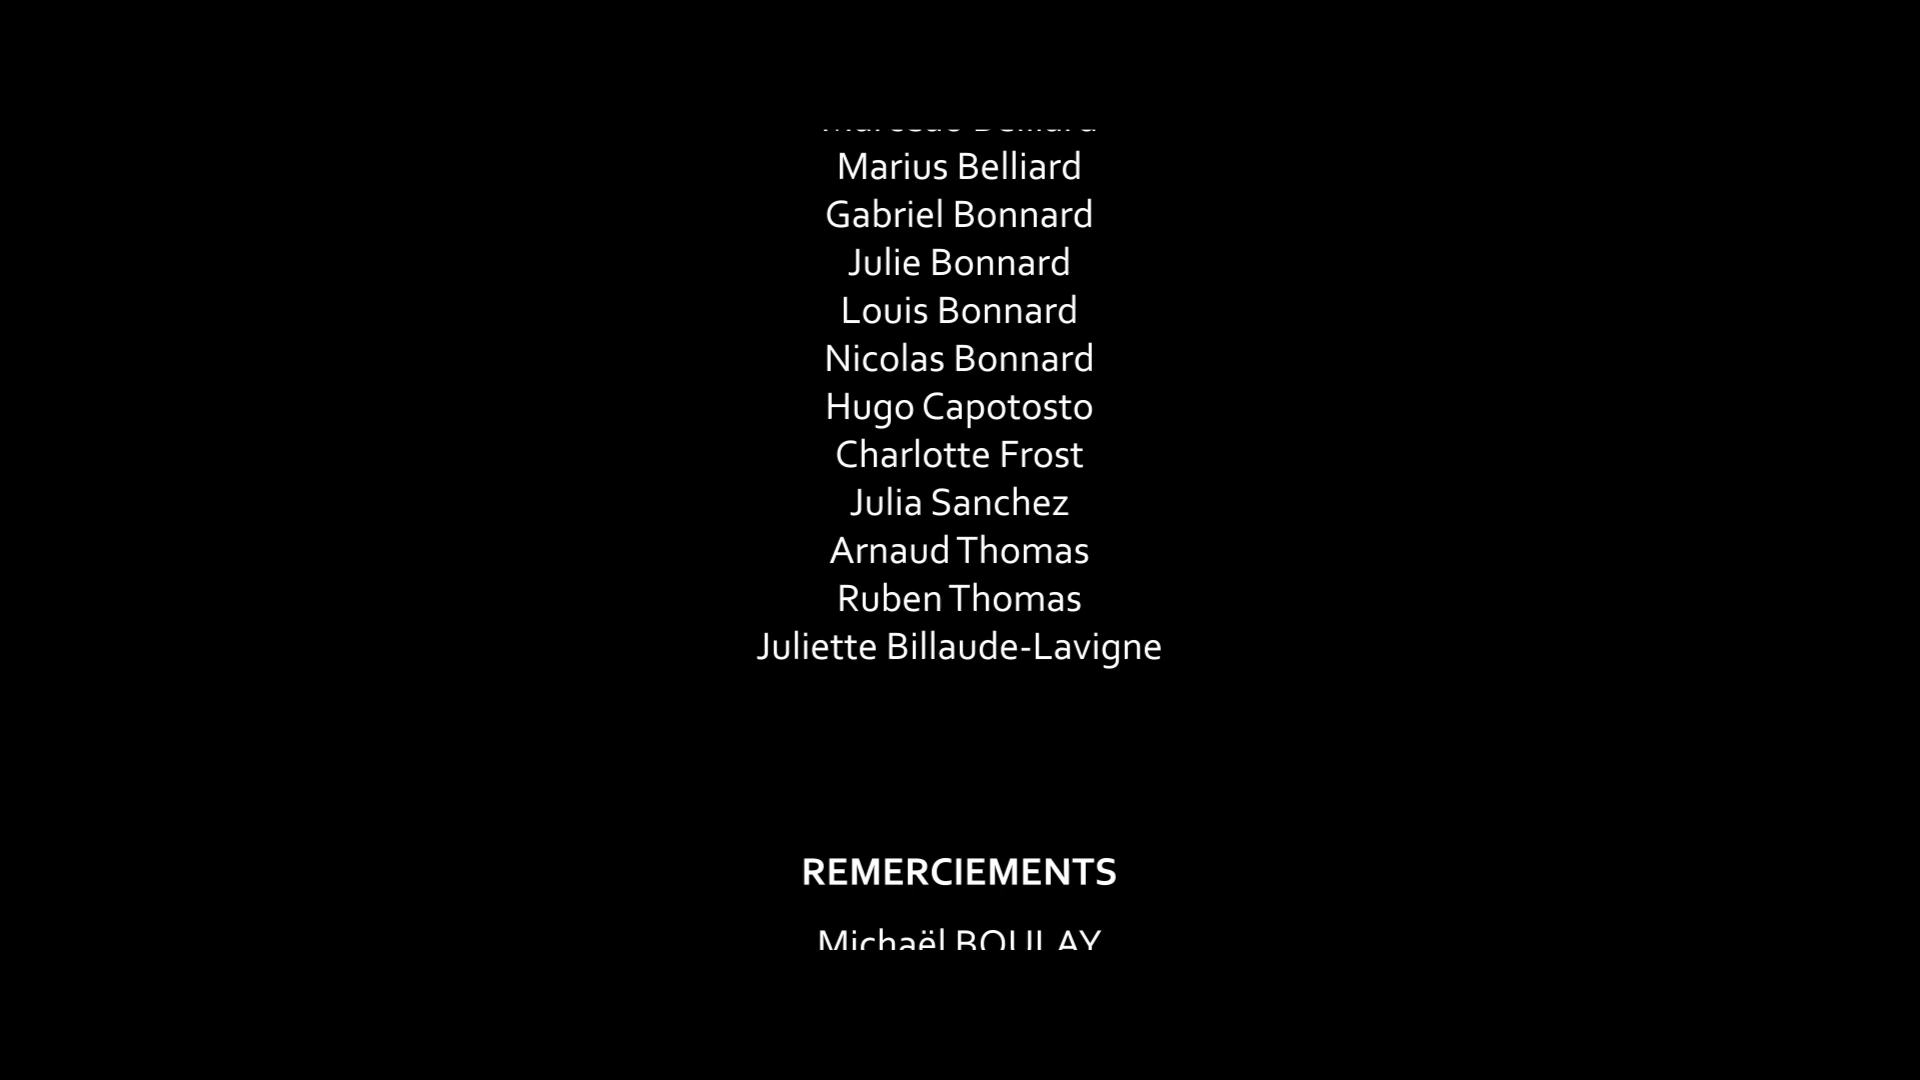 Marius Belliard
Gabriel Bonnard
Julie Bonnard
Louis Bonnard
Nicolas Bonnard
Hugo Capotosto
Charlotte Frost
Julia Sanchez
Arnaud Thomas
Ruben Thomas
Juliette Billaude-Lavigne
REMERCIEMENTS
Michaël BOULAY